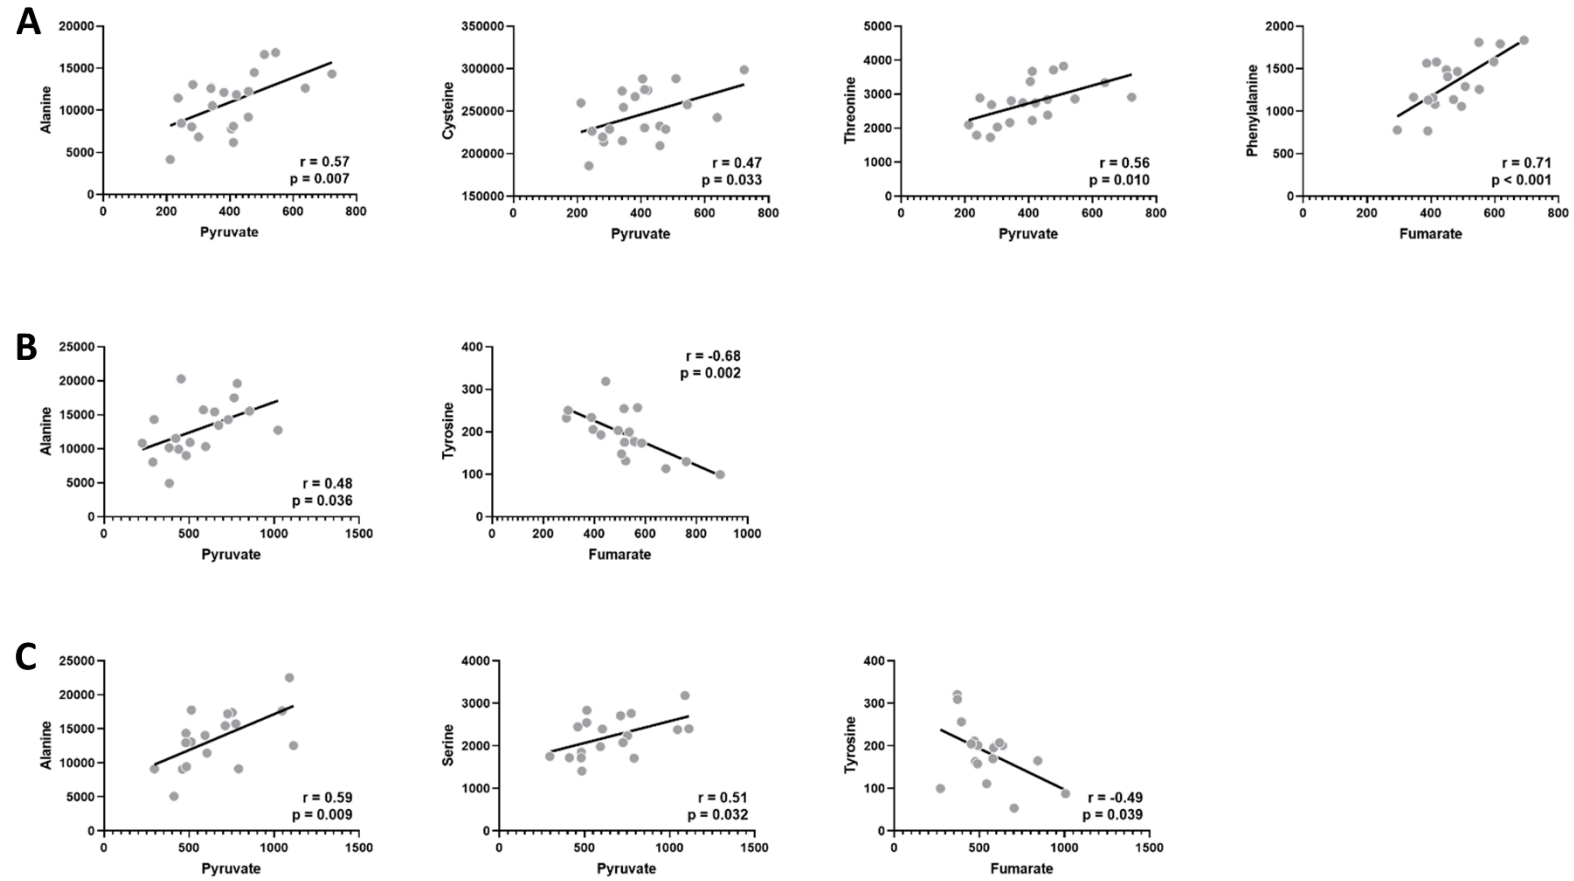 A
20000
15000
10000
5000
0
Alanine
r = 0.57
p = 0.007
0 200 400 600 800
Pyruvate
350000
300000
250000
200000
150000
Cysteine
r = 0.47
p = 0.033
0 200 400 600 800
Pyruvate
5000
4000
3000
2000
1000
0
Threonine
r = 0.56
p = 0.010
0 200 400 600 800
Pyruvate
2000
1500
1000
500
0
Phenylalanine
r = 0.71
p < 0.001
0 200 400 600 800
Fumarate
B
25000
20000
15000
10000
5000
0
Alanine
r = 0.48
p = 0.036
0 500 1000 1500
Pyruvate
400
300
200
100
0
Tyrosine
r = -0.68
p = 0.002
0 200 400 600 800 1000
Fumarate
C
25000
20000
15000
10000
5000
0
Alanine
r = 0.59
p = 0.009
0 500 1000 1500
Pyruvate
4000
3000
2000
1000
0
Serine
r = 0.51
p = 0.032
0 500 1000 1500
Pyruvate
400
300
200
100
0
Tyrosine
r = -0.49
p = 0.039
0 500 1000 1500
Fumarate